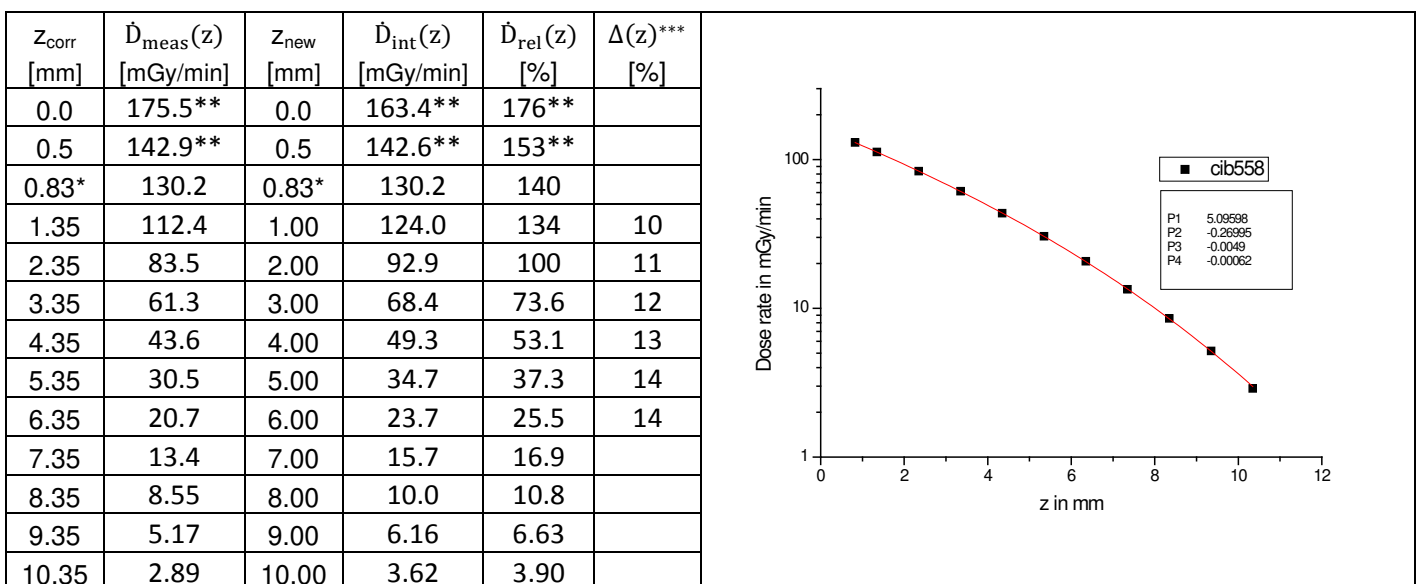 z_corr [mm] Ḋ_meas(z) [mGy/min] z_new [mm] Ḋ_int(z) [mGy/min] Ḋ_rel(z) [%] Δ(z)*** [%]
0.0 175.5** 0.0 163.4** 176**
0.5 142.9** 0.5 142.6** 153**
0.83* 130.2 0.83* 130.2 140
1.35 112.4 1.00 124.0 134 10
2.35 83.5 2.00 92.9 100 11
3.35 61.3 3.00 68.4 73.6 12
4.35 43.6 4.00 49.3 53.1 13
5.35 30.5 5.00 34.7 37.3 14
6.35 20.7 6.00 23.7 25.5 14
7.35 13.4 7.00 15.7 16.9
8.35 8.55 8.00 10.0 10.8
9.35 5.17 9.00 6.16 6.63
10.35 2.89 10.00 3.62 3.90
Dose rate in mGy/min
100
10
1
0 2 4 6 8 10 12
z in mm
cib558
P1 5.09598
P2 -0.26995
P3 -0.0049
P4 -0.00062